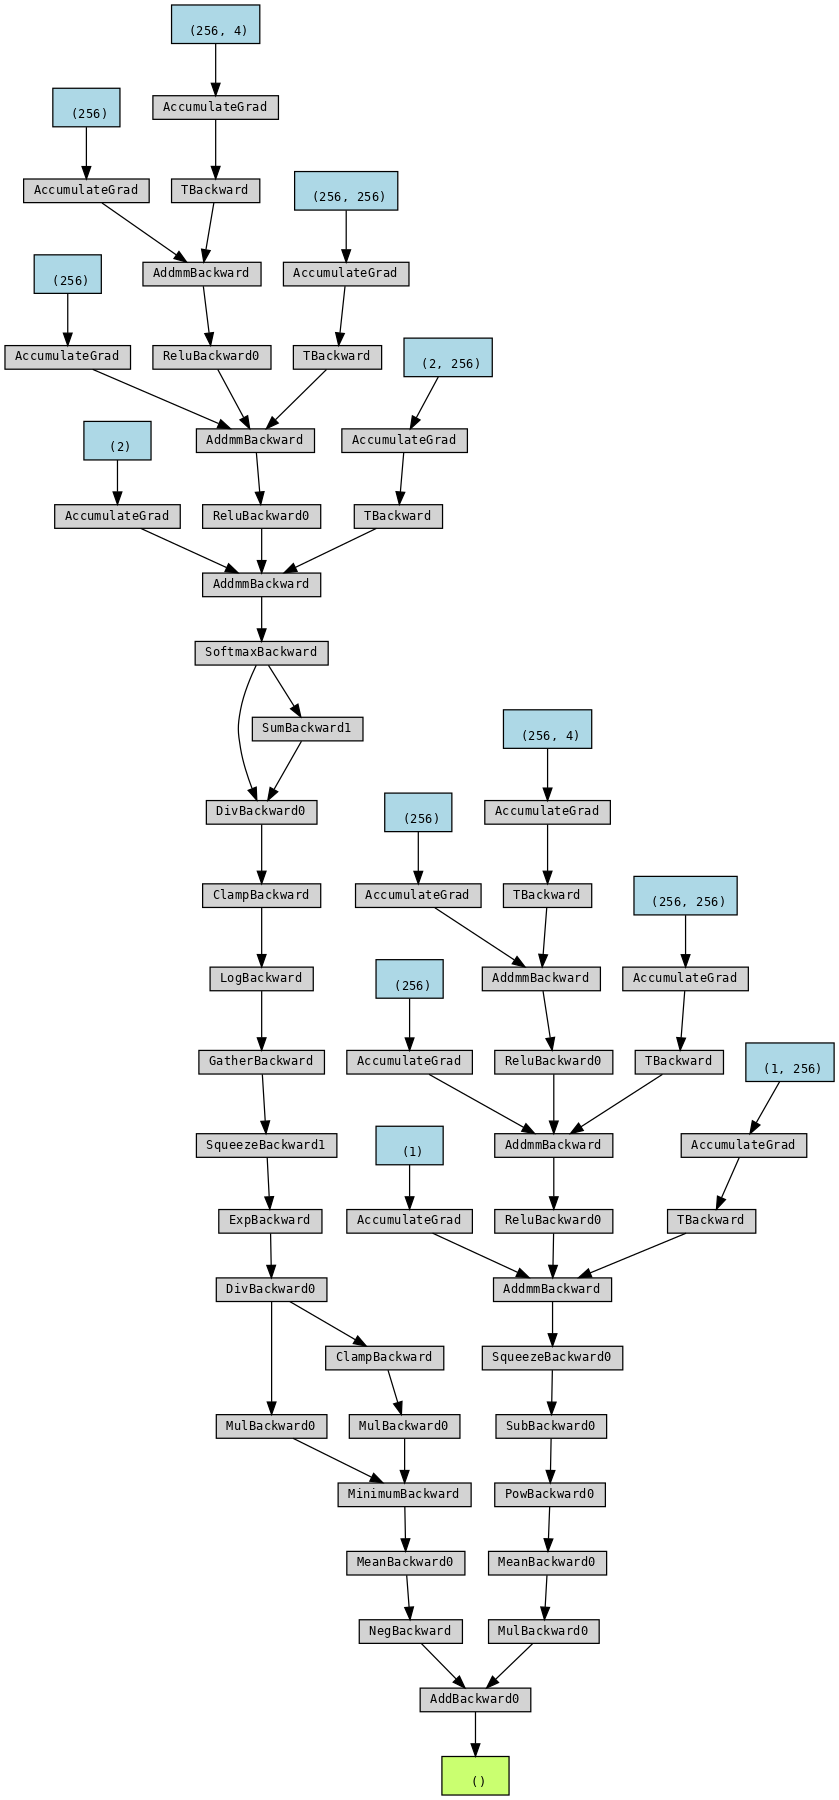 (256, 4)
AccumulateGrad
(256)
AccumulateGrad
TBackward
(256, 256)
AddmmBackward
AccumulateGrad
(256)
AccumulateGrad
ReluBackward0
TBackward
(2, 256)
AddmmBackward
AccumulateGrad
(2)
AccumulateGrad
ReluBackward0
TBackward
AddmmBackward
SoftmaxBackward
SumBackward1
DivBackward0
ClampBackward
LogBackward
GatherBackward
SqueezeBackward1
ExpBackward
DivBackward0
ClampBackward
MulBackward0
MulBackward0
MinimumBackward
MeanBackward0
NegBackward
(256, 4)
AccumulateGrad
(256)
AccumulateGrad
TBackward
(256, 256)
AddmmBackward
AccumulateGrad
(256)
AccumulateGrad
ReluBackward0
TBackward
(1, 256)
AddmmBackward
AccumulateGrad
(1)
AccumulateGrad
ReluBackward0
TBackward
AddmmBackward
SqueezeBackward0
SubBackward0
PowBackward0
MeanBackward0
MulBackward0
AddBackward0
()